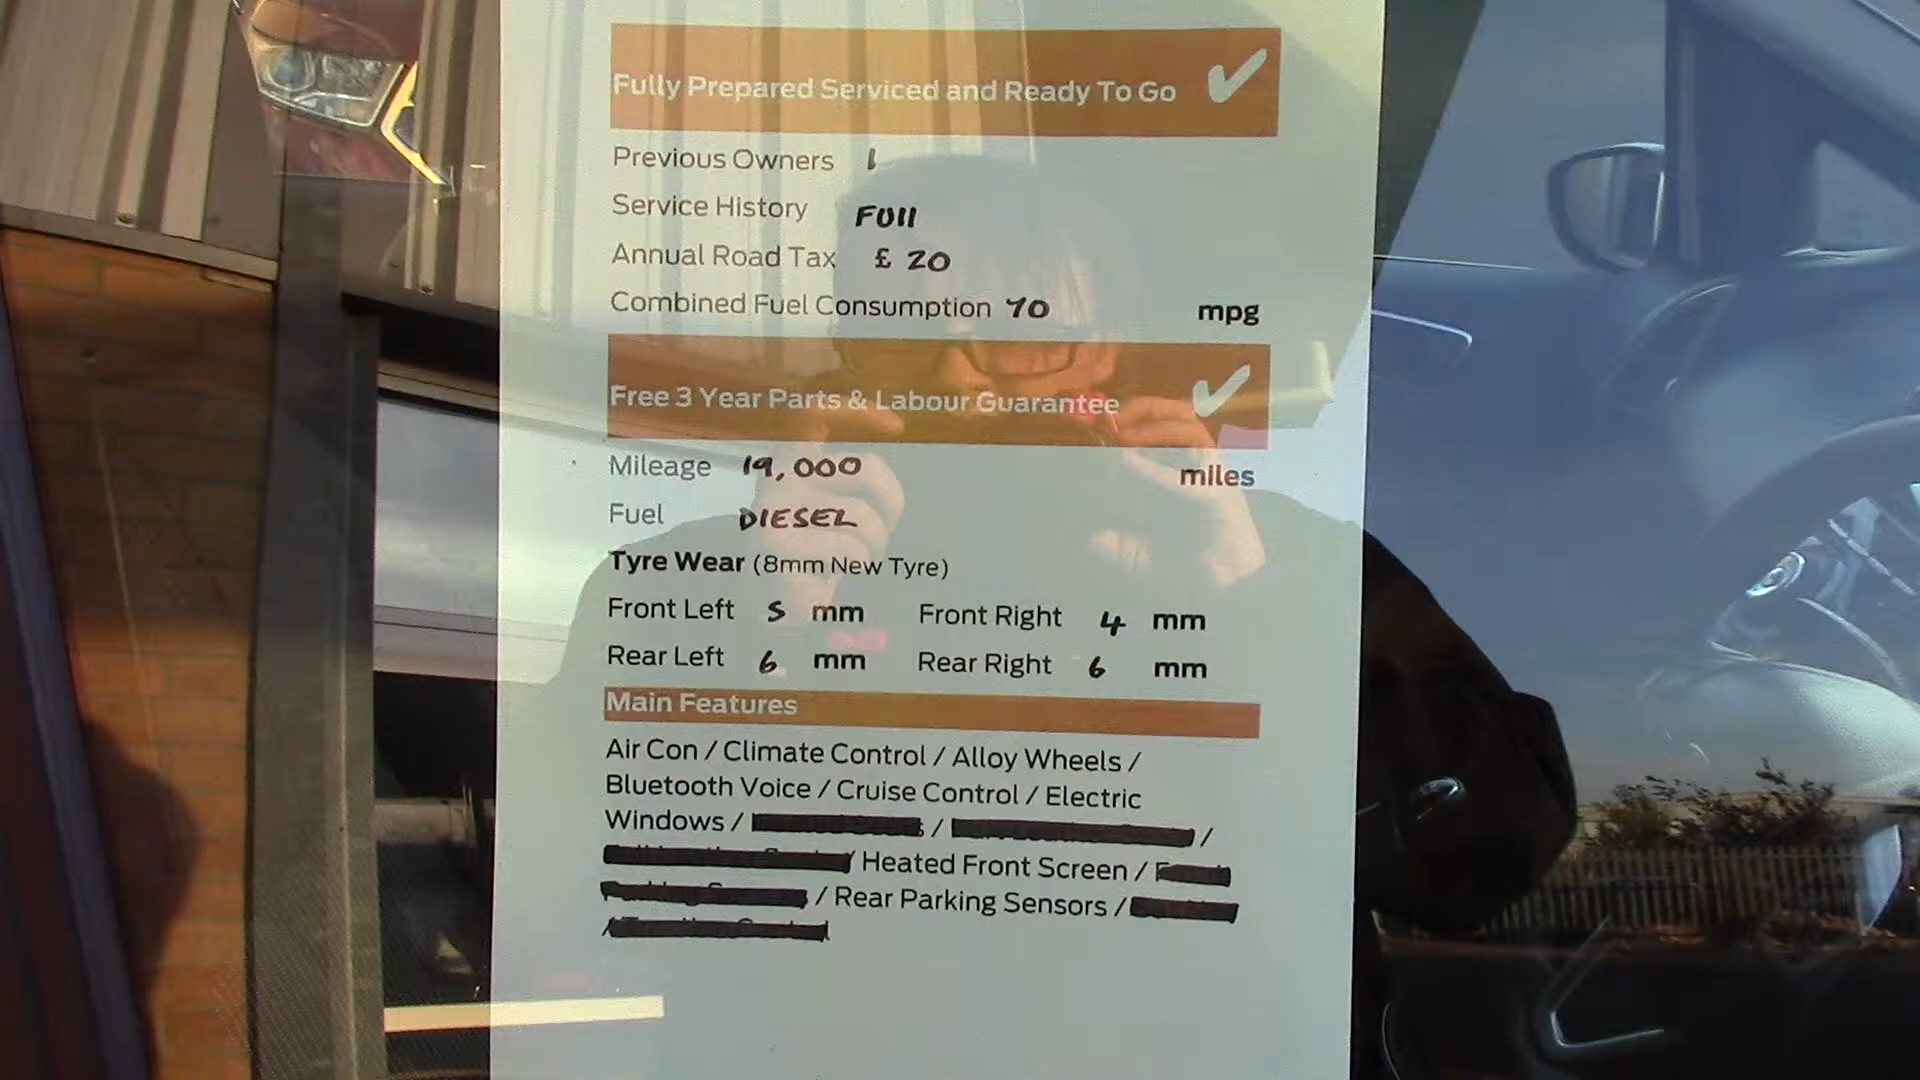 Fully Prepared Serviced and Ready To Go
Previous Owners 1
Service History FUll
Annual Road Tax £ 20
Combined Fuel Consumption 70 mpg
Free 3 Year Parts & Labour Guarantee
Mileage 19,000 miles
Fuel DIESEL
Tyre Wear (8mm New Tyre)
Front Left 5 mm Front Right 4 mm
Rear Left 6 mm Rear Right 6 mm
Main Features
Air Con / Climate Control / Alloy Wheels /
Bluetooth Voice / Cruise Control / Electric
Windows / / /
/ Heated Front Screen /
/ Rear Parking Sensors /
/